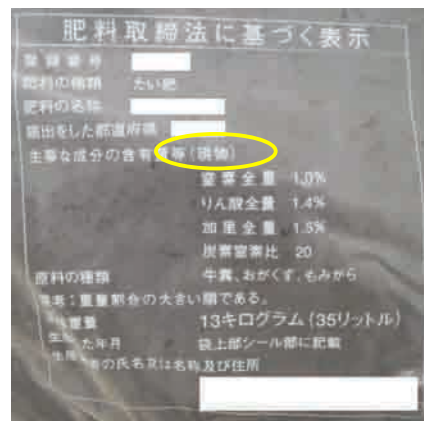 肥料取締法に基づく表示
登録番号
肥料の種類 たい肥
肥料の名称
届出をした都道府県
主要な成分の含有量等(現物)
窒素全量 1.0%
りん酸全量 1.4%
加里全量 1.5%
炭素窒素比 20
原料の種類 牛糞、おがくず、もみがら
備考:重量割合の大きい順である。
重量 13キログラム(35リットル)
生 た年月 袋上部シール部に記載
生 者の氏名又は名称及び住所